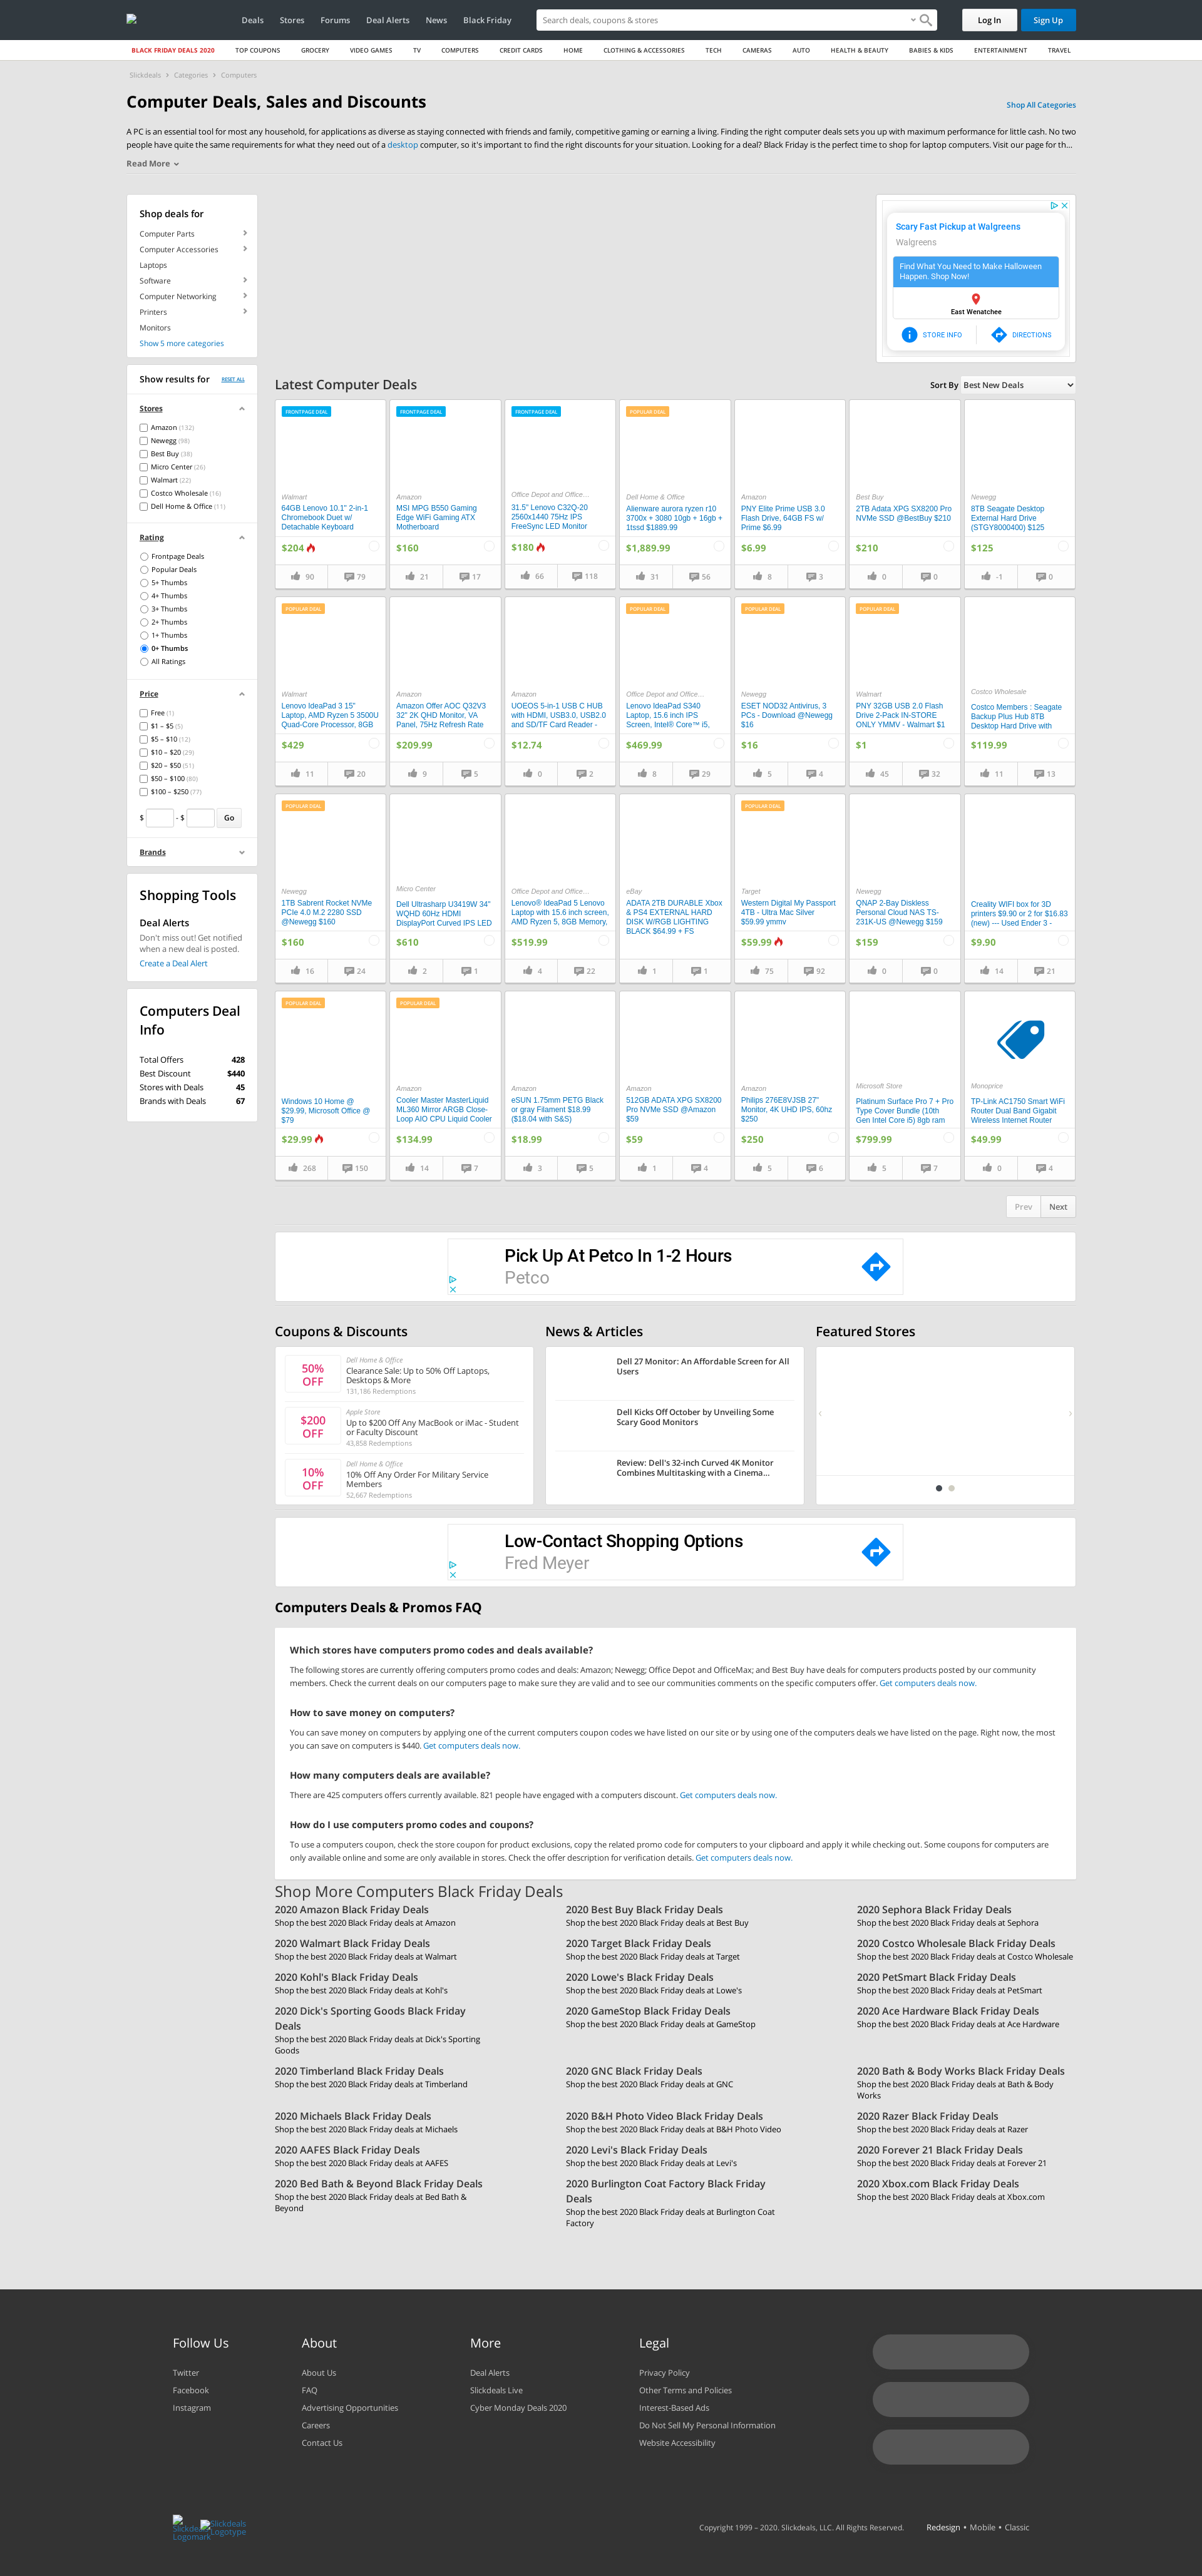 Deals Stores Forums Deal Alerts News Black Friday Search deals, coupons & stores Log In Sign Up
BLACK FRIDAY DEALS 2020 TOP COUPONS GROCERY VIDEO GAMES TV COMPUTERS CREDIT CARDS HOME CLOTHING & ACCESSORIES TECH CAMERAS AUTO HEALTH & BEAUTY BABIES & KIDS ENTERTAINMENT TRAVEL
Slickdeals › Categories › Computers
Computer Deals, Sales and Discounts
Shop All Categories
A PC is an essential tool for most any household, for applications as diverse as staying connected with friends and family, competitive gaming or earning a living. Finding the right computer deals sets you up with maximum performance for little cash. No two
people have quite the same requirements for what they need out of a desktop computer, so it's important to find the right discounts for your situation. Looking for a deal? Black Friday is the perfect time to shop for laptop computers. Visit our page for th...
Read More
Shop deals for
Computer Parts
Computer Accessories
Laptops
Software
Computer Networking
Printers
Monitors
Show 5 more categories
Scary Fast Pickup at Walgreens
Walgreens
Find What You Need to Make Halloween
Happen. Shop Now!
East Wenatchee
STORE INFO DIRECTIONS
Show results for RESET ALL
Stores
Amazon (132)
Newegg (98)
Best Buy (38)
Micro Center (26)
Walmart (22)
Costco Wholesale (16)
Dell Home & Office (11)
Rating
Frontpage Deals
Popular Deals
5+ Thumbs
4+ Thumbs
3+ Thumbs
2+ Thumbs
1+ Thumbs
0+ Thumbs
All Ratings
Price
Free (1)
$1 – $5 (5)
$5 – $10 (12)
$10 – $20 (29)
$20 – $50 (51)
$50 – $100 (80)
$100 – $250 (77)
$ - $ Go
Brands
Shopping Tools
Deal Alerts
Don't miss out! Get notified
when a new deal is posted.
Create a Deal Alert
Computers Deal
Info
Total Offers 428
Best Discount $440
Stores with Deals 45
Brands with Deals 67
Latest Computer Deals
Sort By Best New Deals
FRONTPAGE DEAL
Walmart
64GB Lenovo 10.1" 2-in-1
Chromebook Duet w/
Detachable Keyboard
$204
90 79
FRONTPAGE DEAL
Amazon
MSI MPG B550 Gaming
Edge WiFi Gaming ATX
Motherboard
$160
21 17
FRONTPAGE DEAL
Office Depot and Office…
31.5" Lenovo C32Q-20
2560x1440 75Hz IPS
FreeSync LED Monitor
$180
66 118
POPULAR DEAL
Dell Home & Office
Alienware aurora ryzen r10
3700x + 3080 10gb + 16gb +
1tssd $1889.99
$1,889.99
31 56
Amazon
PNY Elite Prime USB 3.0
Flash Drive, 64GB FS w/
Prime $6.99
$6.99
8 3
Best Buy
2TB Adata XPG SX8200 Pro
NVMe SSD @BestBuy $210
$210
0 0
Newegg
8TB Seagate Desktop
External Hard Drive
(STGY8000400) $125
$125
-1 0
POPULAR DEAL
Walmart
Lenovo IdeaPad 3 15"
Laptop, AMD Ryzen 5 3500U
Quad-Core Processor, 8GB
$429
11 20
Amazon
Amazon Offer AOC Q32V3
32" 2K QHD Monitor, VA
Panel, 75Hz Refresh Rate
$209.99
9 5
Amazon
UOEOS 5-in-1 USB C HUB
with HDMI, USB3.0, USB2.0
and SD/TF Card Reader -
$12.74
0 2
POPULAR DEAL
Office Depot and Office…
Lenovo IdeaPad S340
Laptop, 15.6 inch IPS
Screen, Intel® Core™ i5,
$469.99
8 29
POPULAR DEAL
Newegg
ESET NOD32 Antivirus, 3
PCs - Download @Newegg
$16
$16
5 4
POPULAR DEAL
Walmart
PNY 32GB USB 2.0 Flash
Drive 2-Pack IN-STORE
ONLY YMMV - Walmart $1
$1
45 32
Costco Wholesale
Costco Members : Seagate
Backup Plus Hub 8TB
Desktop Hard Drive with
$119.99
11 13
POPULAR DEAL
Newegg
1TB Sabrent Rocket NVMe
PCIe 4.0 M.2 2280 SSD
@Newegg $160
$160
16 24
Micro Center
Dell Ultrasharp U3419W 34"
WQHD 60Hz HDMI
DisplayPort Curved IPS LED
$610
2 1
Office Depot and Office…
Lenovo® IdeaPad 5 Lenovo
Laptop with 15.6 inch screen,
AMD Ryzen 5, 8GB Memory,
$519.99
4 22
eBay
ADATA 2TB DURABLE Xbox
& PS4 EXTERNAL HARD
DISK W/RGB LIGHTING
BLACK $64.99 + FS
1 1
POPULAR DEAL
Target
Western Digital My Passport
4TB - Ultra Mac Silver
$59.99 ymmv
$59.99
75 92
Newegg
QNAP 2-Bay Diskless
Personal Cloud NAS TS-
231K-US @Newegg $159
$159
0 0
Creality WIFI box for 3D
printers $9.90 or 2 for $16.83
(new) --- Used Ender 3 -
$9.90
14 21
POPULAR DEAL
Windows 10 Home @
$29.99, Microsoft Office @
$79
$29.99
268 150
POPULAR DEAL
Amazon
Cooler Master MasterLiquid
ML360 Mirror ARGB Close-
Loop AIO CPU Liquid Cooler
$134.99
14 7
Amazon
eSUN 1.75mm PETG Black
or gray Filament $18.99
($18.04 with S&S)
$18.99
3 5
Amazon
512GB ADATA XPG SX8200
Pro NVMe SSD @Amazon
$59
$59
1 4
Amazon
Philips 276E8VJSB 27"
Monitor, 4K UHD IPS, 60hz
$250
$250
5 6
Microsoft Store
Platinum Surface Pro 7 + Pro
Type Cover Bundle (10th
Gen Intel Core i5) 8gb ram
$799.99
5 7
Monoprice
TP-Link AC1750 Smart WiFi
Router Dual Band Gigabit
Wireless Internet Router
$49.99
0 4
Prev Next
Pick Up At Petco In 1-2 Hours
Petco
Coupons & Discounts
50%
OFF
Dell Home & Office
Clearance Sale: Up to 50% Off Laptops,
Desktops & More
131,186 Redemptions
$200
OFF
Apple Store
Up to $200 Off Any MacBook or iMac - Student
or Faculty Discount
43,858 Redemptions
10%
OFF
Dell Home & Office
10% Off Any Order For Military Service
Members
52,667 Redemptions
News & Articles
Dell 27 Monitor: An Affordable Screen for All
Users
Dell Kicks Off October by Unveiling Some
Scary Good Monitors
Review: Dell's 32-inch Curved 4K Monitor
Combines Multitasking with a Cinema...
Featured Stores
Low-Contact Shopping Options
Fred Meyer
Computers Deals & Promos FAQ
Which stores have computers promo codes and deals available?
The following stores are currently offering computers promo codes and deals: Amazon; Newegg; Office Depot and OfficeMax; and Best Buy have deals for computers products posted by our community
members. Check the current deals on our computers page to make sure they are valid and to see our communities comments on the specific computers offer. Get computers deals now.
How to save money on computers?
You can save money on computers by applying one of the current computers coupon codes we have listed on our site or by using one of the computers deals we have listed on the page. Right now, the most
you can save on computers is $440. Get computers deals now.
How many computers deals are available?
There are 425 computers offers currently available. 821 people have engaged with a computers discount. Get computers deals now.
How do I use computers promo codes and coupons?
To use a computers coupon, check the store coupon for product exclusions, copy the related promo code for computers to your clipboard and apply it while checking out. Some coupons for computers are
only available online and some are only available in stores. Check the offer description for verification details. Get computers deals now.
Shop More Computers Black Friday Deals
2020 Amazon Black Friday Deals
Shop the best 2020 Black Friday deals at Amazon
2020 Best Buy Black Friday Deals
Shop the best 2020 Black Friday deals at Best Buy
2020 Sephora Black Friday Deals
Shop the best 2020 Black Friday deals at Sephora
2020 Walmart Black Friday Deals
Shop the best 2020 Black Friday deals at Walmart
2020 Target Black Friday Deals
Shop the best 2020 Black Friday deals at Target
2020 Costco Wholesale Black Friday Deals
Shop the best 2020 Black Friday deals at Costco Wholesale
2020 Kohl's Black Friday Deals
Shop the best 2020 Black Friday deals at Kohl's
2020 Lowe's Black Friday Deals
Shop the best 2020 Black Friday deals at Lowe's
2020 PetSmart Black Friday Deals
Shop the best 2020 Black Friday deals at PetSmart
2020 Dick's Sporting Goods Black Friday
Deals
Shop the best 2020 Black Friday deals at Dick's Sporting
Goods
2020 GameStop Black Friday Deals
Shop the best 2020 Black Friday deals at GameStop
2020 Ace Hardware Black Friday Deals
Shop the best 2020 Black Friday deals at Ace Hardware
2020 Timberland Black Friday Deals
Shop the best 2020 Black Friday deals at Timberland
2020 GNC Black Friday Deals
Shop the best 2020 Black Friday deals at GNC
2020 Bath & Body Works Black Friday Deals
Shop the best 2020 Black Friday deals at Bath & Body
Works
2020 Michaels Black Friday Deals
Shop the best 2020 Black Friday deals at Michaels
2020 B&H Photo Video Black Friday Deals
Shop the best 2020 Black Friday deals at B&H Photo Video
2020 Razer Black Friday Deals
Shop the best 2020 Black Friday deals at Razer
2020 AAFES Black Friday Deals
Shop the best 2020 Black Friday deals at AAFES
2020 Levi's Black Friday Deals
Shop the best 2020 Black Friday deals at Levi's
2020 Forever 21 Black Friday Deals
Shop the best 2020 Black Friday deals at Forever 21
2020 Bed Bath & Beyond Black Friday Deals
Shop the best 2020 Black Friday deals at Bed Bath &
Beyond
2020 Burlington Coat Factory Black Friday
Deals
Shop the best 2020 Black Friday deals at Burlington Coat
Factory
2020 Xbox.com Black Friday Deals
Shop the best 2020 Black Friday deals at Xbox.com
Follow Us
Twitter
Facebook
Instagram
About
About Us
FAQ
Advertising Opportunities
Careers
Contact Us
More
Deal Alerts
Slickdeals Live
Cyber Monday Deals 2020
Legal
Privacy Policy
Other Terms and Policies
Interest-Based Ads
Do Not Sell My Personal Information
Website Accessibility
Slickdeals
Logomark
Slickdeals
Logotype
Copyright 1999 – 2020. Slickdeals, LLC. All Rights Reserved.
Redesign • Mobile • Classic